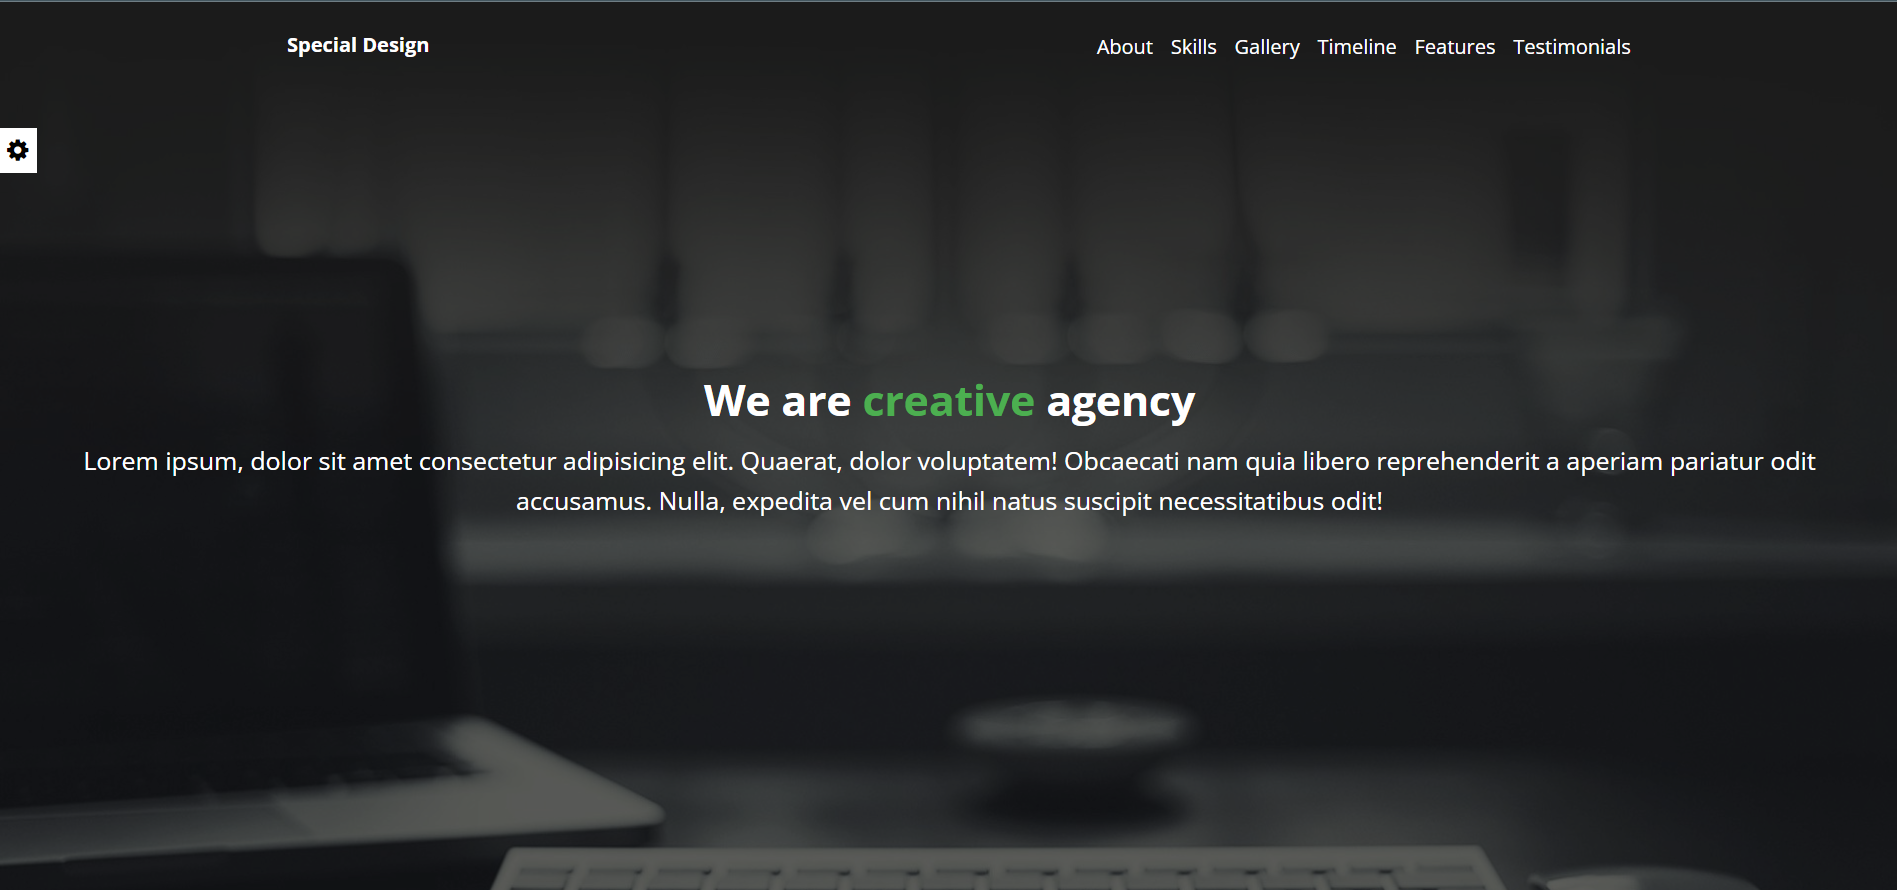 Special Design
About Skills Gallery Timeline Features Testimonials
We are creative agency
Lorem ipsum, dolor sit amet consectetur adipisicing elit. Quaerat, dolor voluptatem! Obcaecati nam quia libero reprehenderit a aperiam pariatur odit
accusamus. Nulla, expedita vel cum nihil natus suscipit necessitatibus odit!